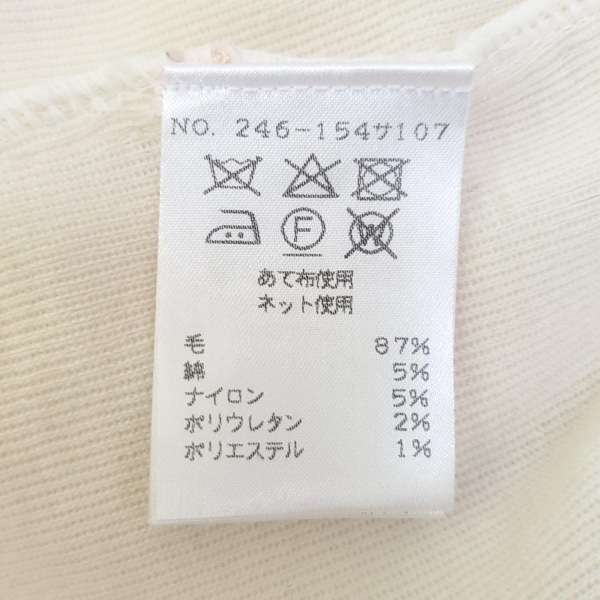 NO. 246-154サ107
F
W
あて布使用
ネット使用
毛 87%
綿 5%
ナイロン 5%
ポリウレタン 2%
ポリエステル 1%